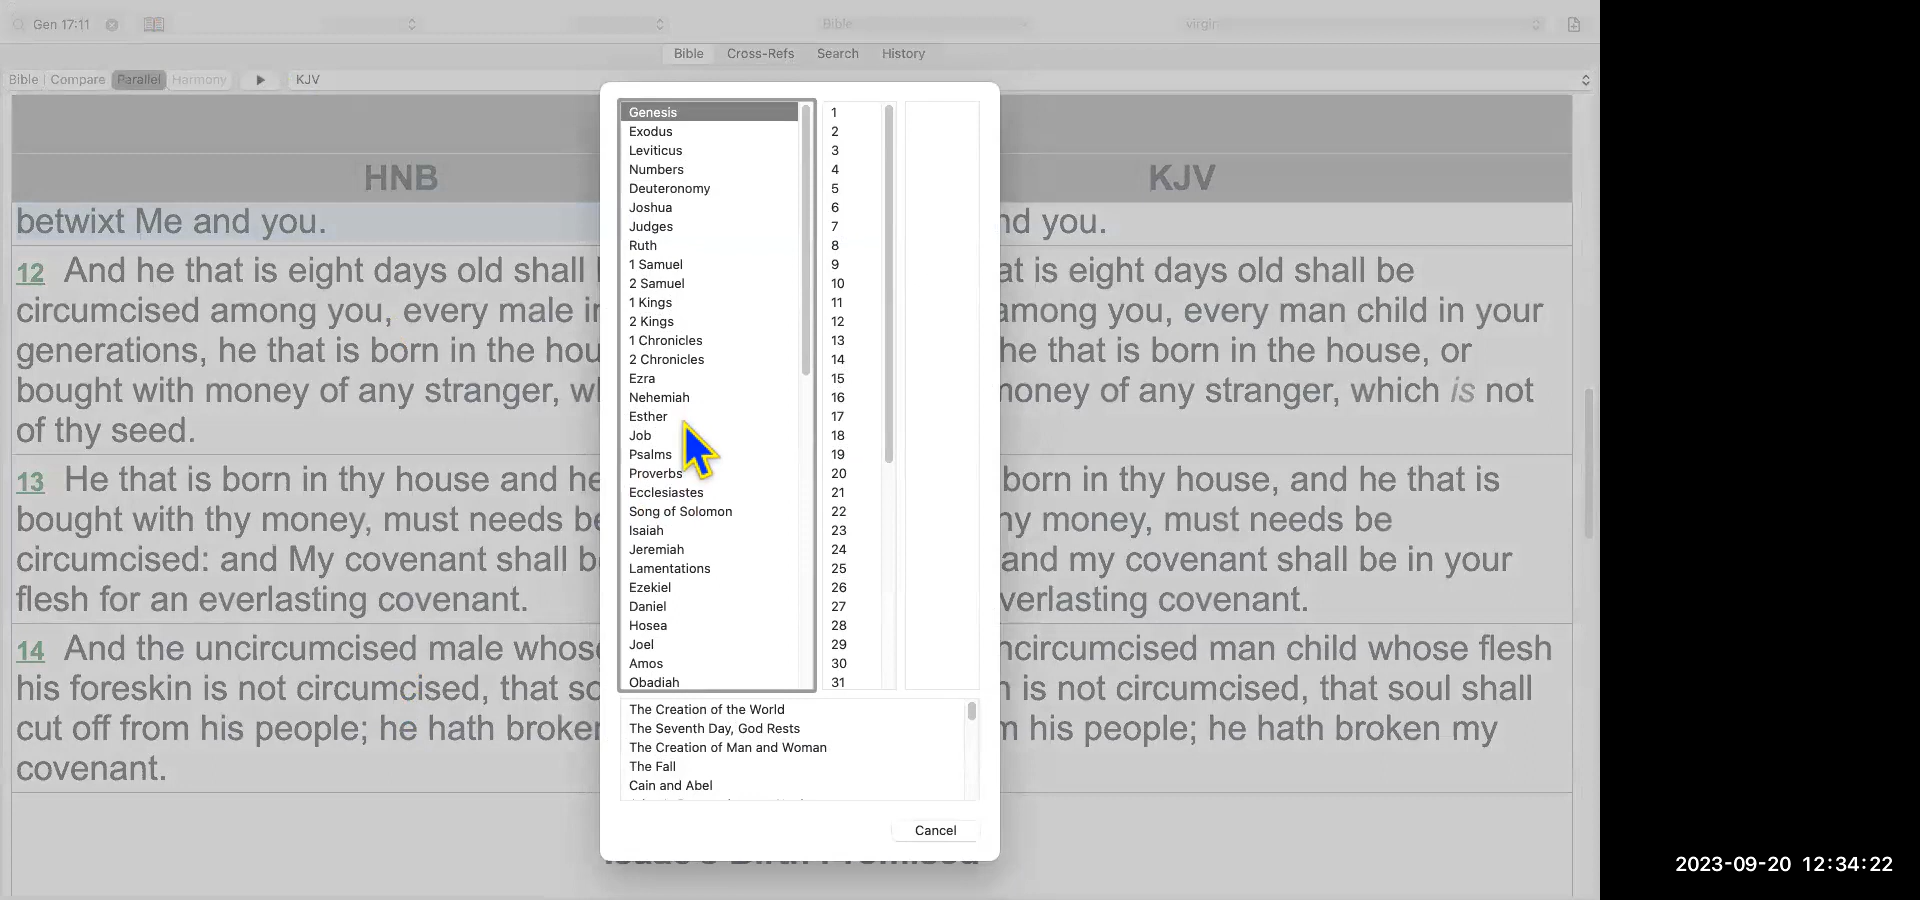 Gen 17:11
Bible
virgin
Bible
Cross-Refs
Search
History
Bible
Compare
Parallel
Harmony
KJV
HNB
KJV
betwixt Me and you.
nd you.
12 And he that is eight days old shall
at is eight days old shall be
circumcised among you, every male in
among you, every man child in your
generations, he that is born in the hou
he that is born in the house, or
bought with money of any stranger, wh
money of any stranger, which is not
of thy seed.
13 He that is born in thy house and he
born in thy house, and he that is
bought with thy money, must needs be
hy money, must needs be
circumcised: and My covenant shall b
and my covenant shall be in your
flesh for an everlasting covenant.
verlasting covenant.
14 And the uncircumcised male whose
ncircumcised man child whose flesh
his foreskin is not circumcised, that so
is not circumcised, that soul shall
cut off from his people; he hath broken
m his people; he hath broken my
covenant.
Genesis
Exodus
Leviticus
Numbers
Deuteronomy
Joshua
Judges
Ruth
1 Samuel
2 Samuel
1 Kings
2 Kings
1 Chronicles
2 Chronicles
Ezra
Nehemiah
Esther
Job
Psalms
Proverbs
Ecclesiastes
Song of Solomon
Isaiah
Jeremiah
Lamentations
Ezekiel
Daniel
Hosea
Joel
Amos
Obadiah
1
2
3
4
5
6
7
8
9
10
11
12
13
14
15
16
17
18
19
20
21
22
23
24
25
26
27
28
29
30
31
The Creation of the World
The Seventh Day, God Rests
The Creation of Man and Woman
The Fall
Cain and Abel
Cancel
Isaac's Birth Promised
2023-09-20 12:34:22